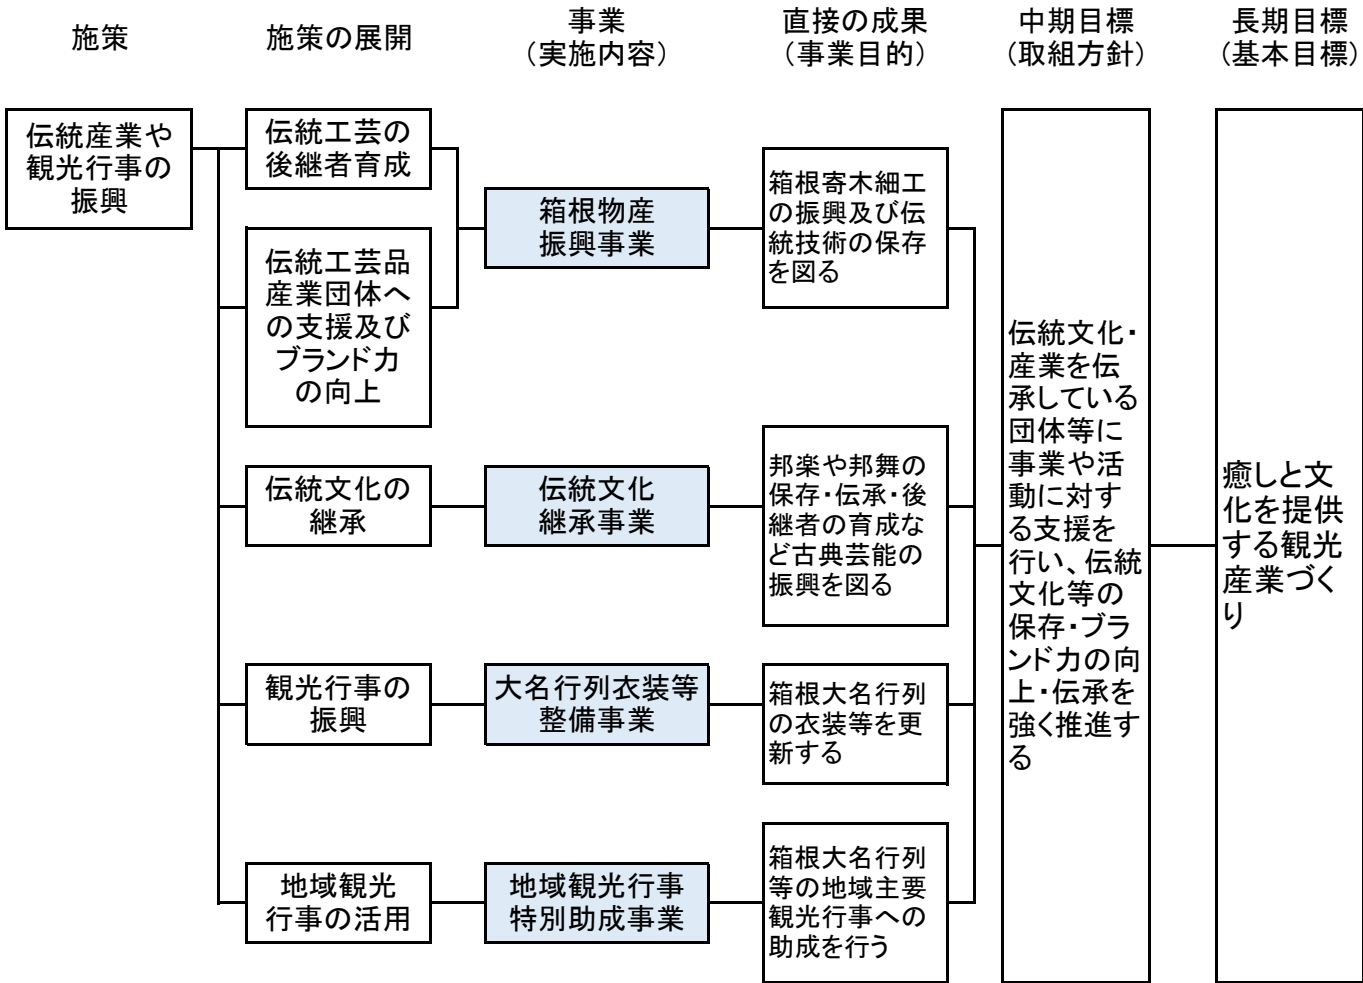 施策
施策の展開
事業
（実施内容）
直接の成果
（事業目的）
中期目標
（取組方針）
長期目標
（基本目標）
伝統産業や
観光行事の
振興
伝統工芸の
後継者育成
伝統工芸品
産業団体へ
の支援及び
ブランド力
の向上
箱根物産
振興事業
箱根寄木細工
の振興及び伝
統技術の保存
を図る
伝統文化の
継承
伝統文化
継承事業
邦楽や邦舞の
保存・伝承・後
継者の育成な
ど古典芸能の
振興を図る
観光行事の
振興
大名行列衣装等
整備事業
箱根大名行列
の衣装等を更
新する
地域観光
行事の活用
地域観光行事
特別助成事業
箱根大名行列
等の地域主要
観光行事への
助成を行う
伝統文化・
産業を伝
承している
団体等に
事業や活
動に対す
る支援を
行い、伝統
文化等の
保存・ブラ
ンド力の向
上・伝承を
強く推進す
る
癒しと文
化を提供
する観光
産業づく
り